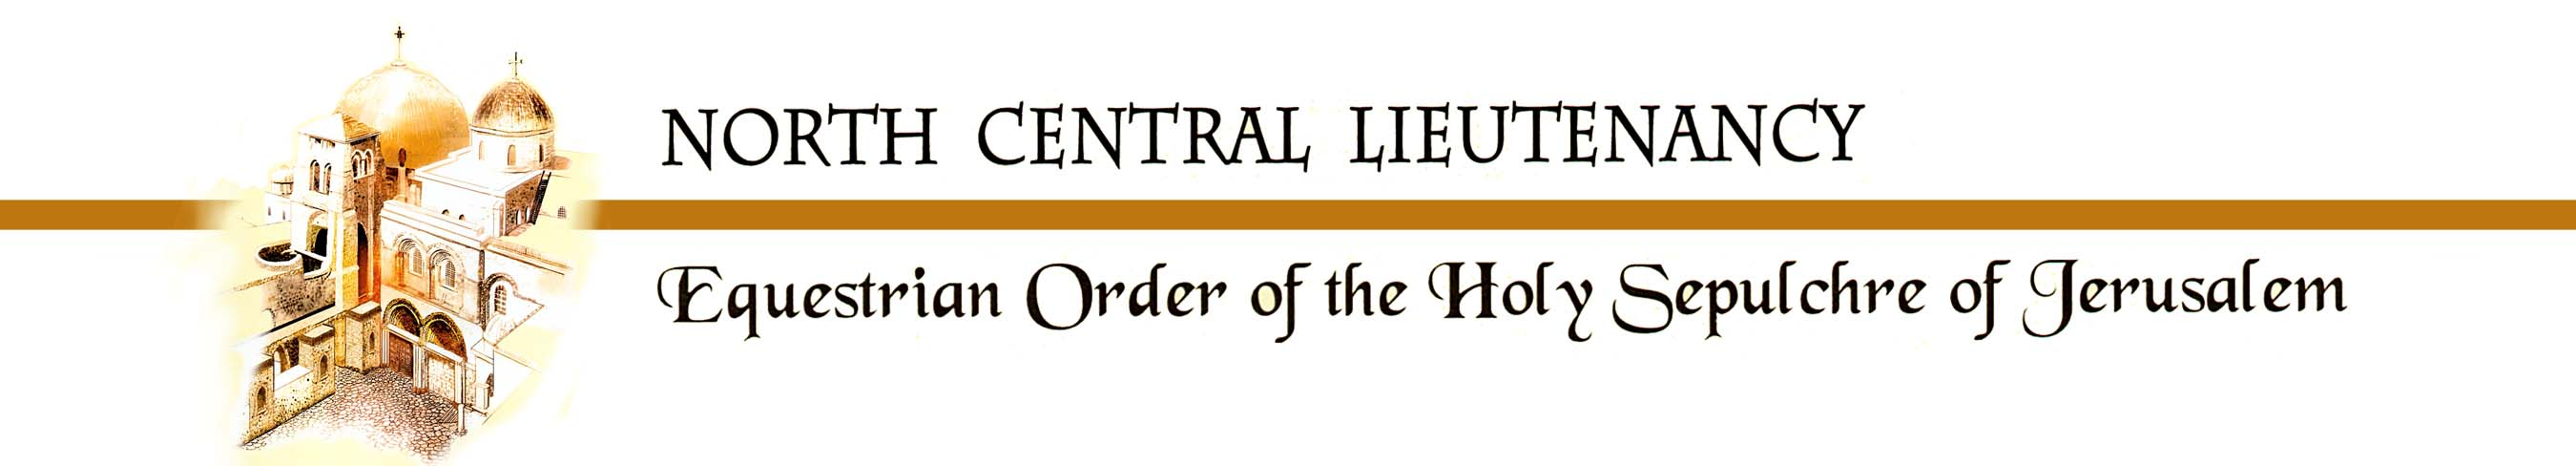 NORTH CENTRAL LIEUTENANCY
Equestrian Order of the Holy Sepulchre of Jerusalem